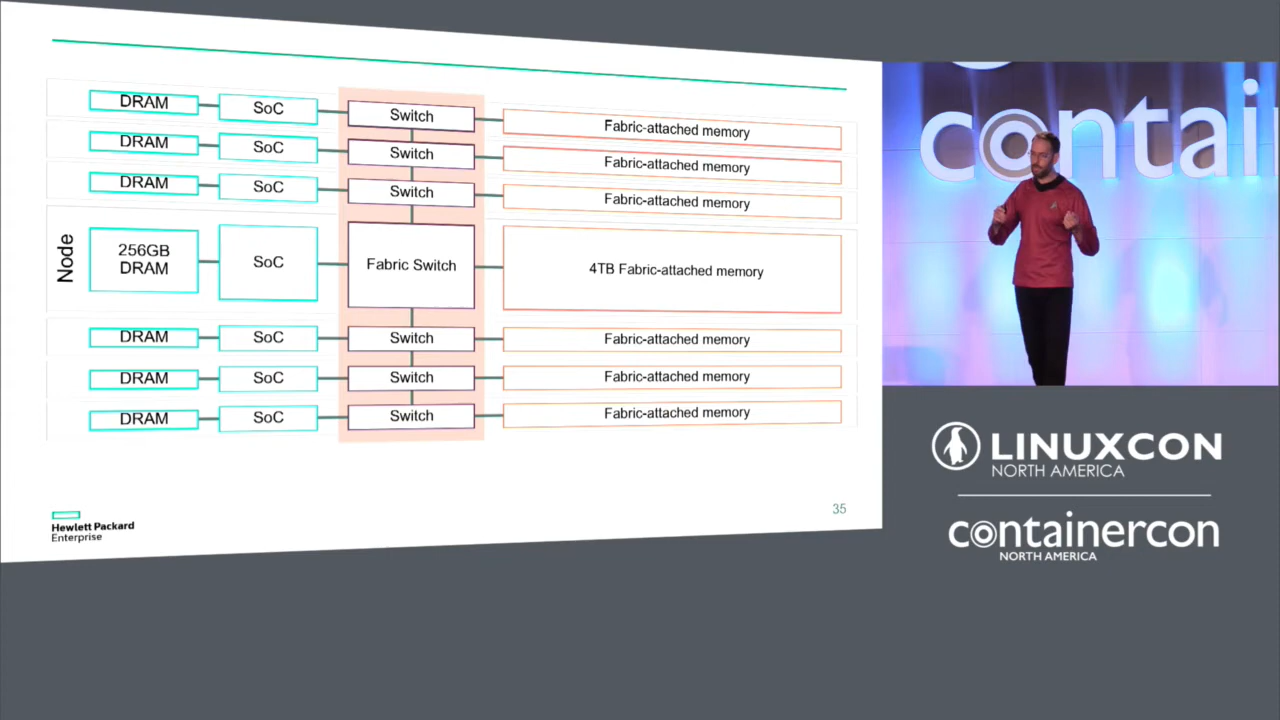 DRAM SoC Switch Fabric-attached memory
DRAM SoC Switch Fabric-attached memory
DRAM SoC Switch Fabric-attached memory
Node
256GB
DRAM
SoC
Fabric Switch
4TB Fabric-attached memory
DRAM SoC Switch Fabric-attached memory
DRAM SoC Switch Fabric-attached memory
DRAM SoC Switch Fabric-attached memory
Hewlett Packard
Enterprise
35
contai
LINUXCON
NORTH AMERICA
containercon
NORTH AMERICA